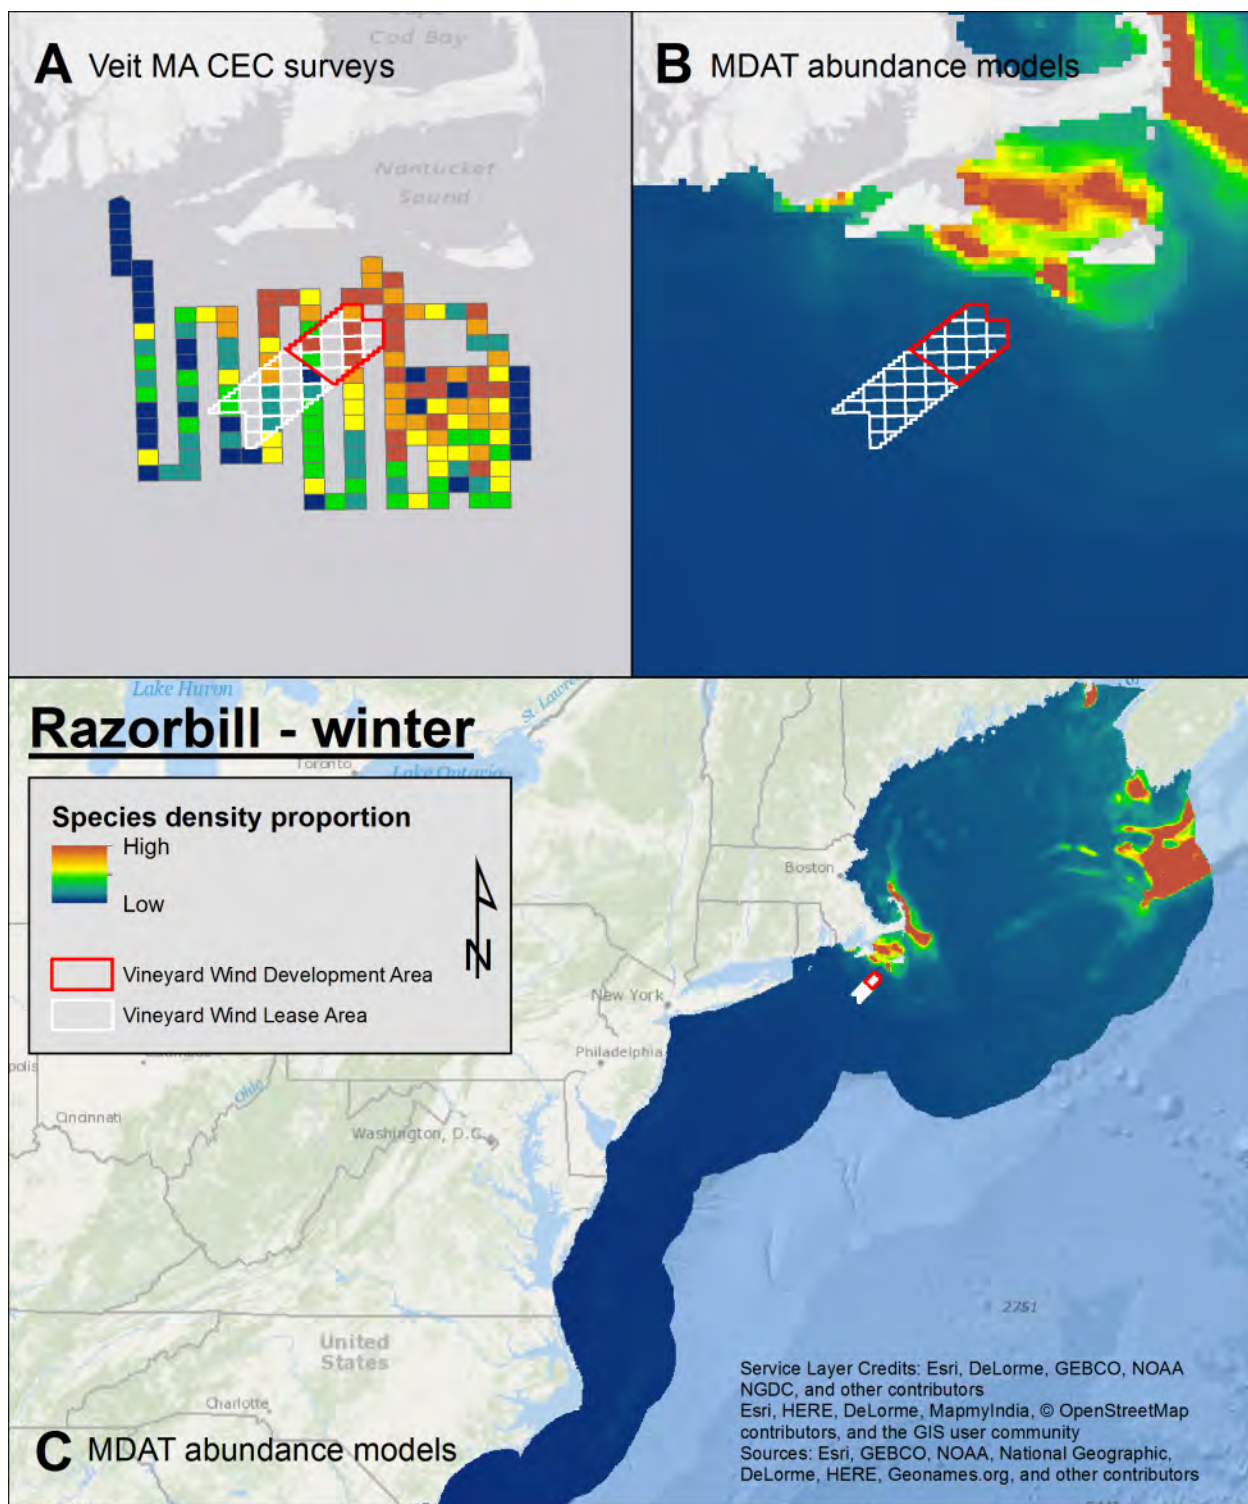 Cape
Cod Bay
A Veit MA CEC surveys
Nantucket
Sound
B MDAT abundance models
Lake Huron
St. Lawre
Razorbill - winter
Toronto
Lake Ontario
Species density proportion
High
Low
N
Vineyard Wind Development Area
Vineyard Wind Lease Area
Boston
New York
Philadelphia
polis
Columbus
Ohio
Cincinnati
Washington, D.C.
2751
United
States
Charlotte
C MDAT abundance models
Service Layer Credits: Esri, DeLorme, GEBCO, NOAA
NGDC, and other contributors
Esri, HERE, DeLorme, MapmyIndia, © OpenStreetMap
contributors, and the GIS user community
Sources: Esri, GEBCO, NOAA, National Geographic,
DeLorme, HERE, Geonames.org, and other contributors